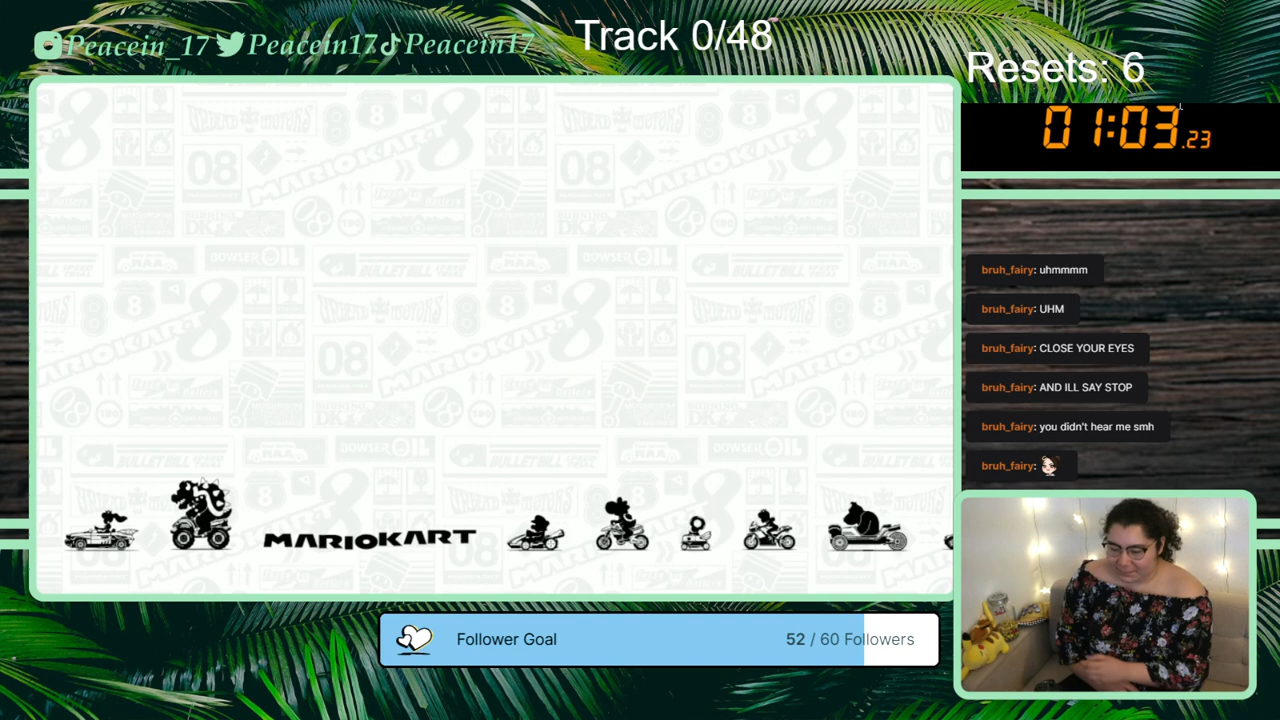 Peacein_17 Peacein17 Peacein17
Track 0/48
Resets: 6
01:03.23
bruh_fairy: uhmmmm
bruh_fairy: UHM
bruh_fairy: CLOSE YOUR EYES
bruh_fairy: AND ILL SAY STOP
bruh_fairy: you didn't hear me smh
bruh_fairy:
MARIOKART
Follower Goal 52 / 60 Followers